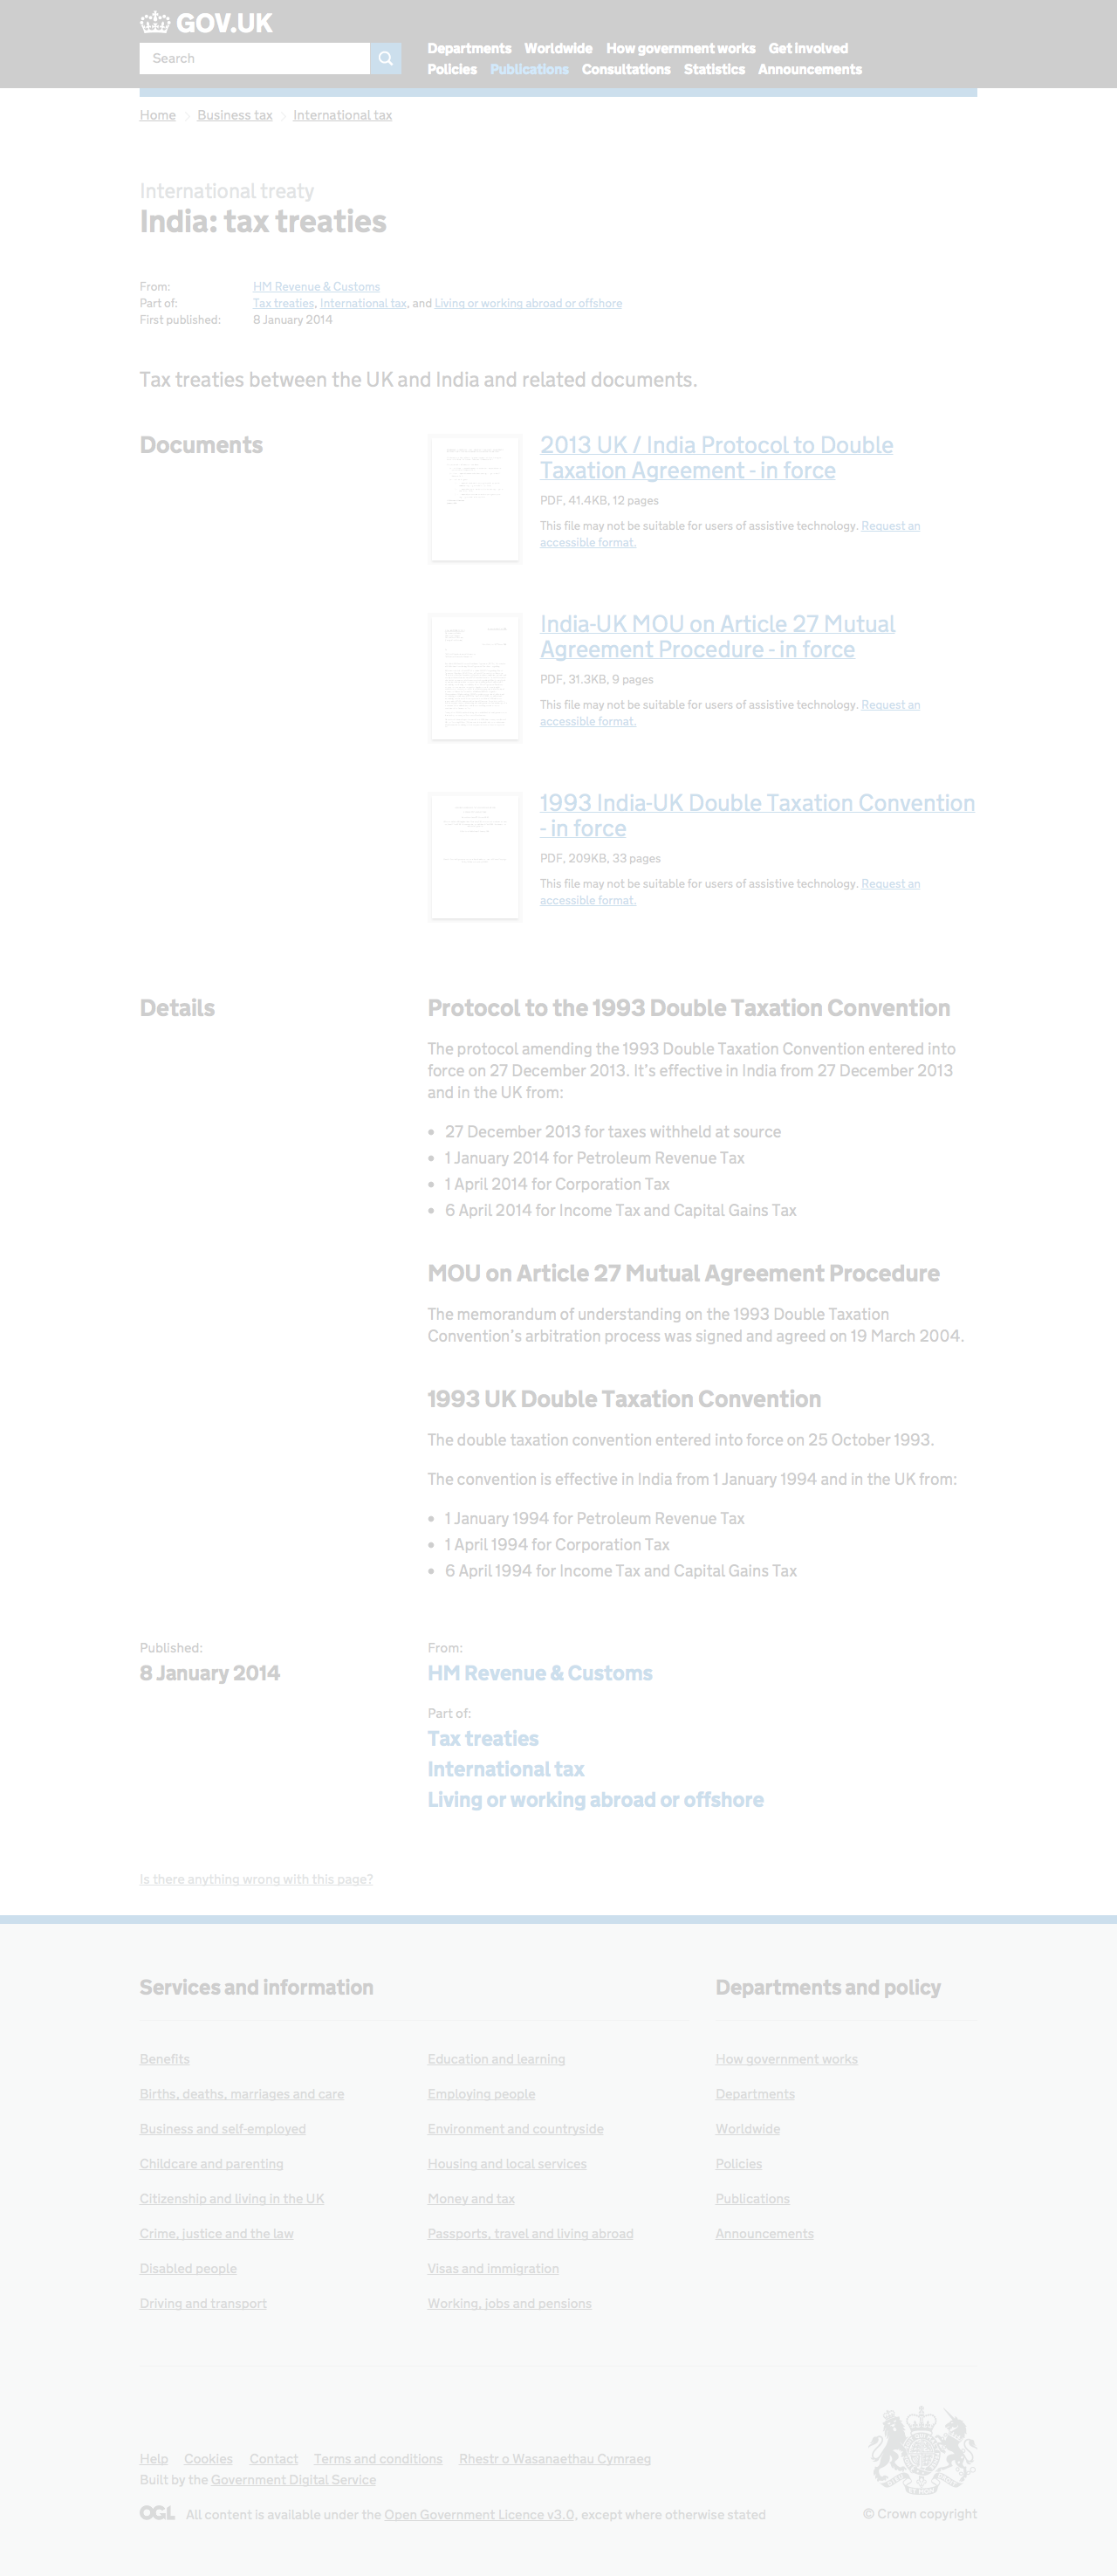 GOV.UK
Search
Departments Worldwide How government works Get involved
Policies Publications Consultations Statistics Announcements
Home Business tax International tax
International treaty
India: tax treaties
From: HM Revenue & Customs
Part of: Tax treaties, International tax, and Living or working abroad or offshore
First published: 8 January 2014
Tax treaties between the UK and India and related documents.
Documents
2013 UK / India Protocol to Double
Taxation Agreement - in force
PDF, 41.4KB, 12 pages
This file may not be suitable for users of assistive technology. Request an
accessible format.
India-UK MOU on Article 27 Mutual
Agreement Procedure - in force
PDF, 31.3KB, 9 pages
This file may not be suitable for users of assistive technology. Request an
accessible format.
1993 India-UK Double Taxation Convention
- in force
PDF, 209KB, 33 pages
This file may not be suitable for users of assistive technology. Request an
accessible format.
Details
Protocol to the 1993 Double Taxation Convention
The protocol amending the 1993 Double Taxation Convention entered into
force on 27 December 2013. It's effective in India from 27 December 2013
and in the UK from:
• 27 December 2013 for taxes withheld at source
• 1 January 2014 for Petroleum Revenue Tax
• 1 April 2014 for Corporation Tax
• 6 April 2014 for Income Tax and Capital Gains Tax
MOU on Article 27 Mutual Agreement Procedure
The memorandum of understanding on the 1993 Double Taxation
Convention's arbitration process was signed and agreed on 19 March 2004.
1993 UK Double Taxation Convention
The double taxation convention entered into force on 25 October 1993.
The convention is effective in India from 1 January 1994 and in the UK from:
• 1 January 1994 for Petroleum Revenue Tax
• 1 April 1994 for Corporation Tax
• 6 April 1994 for Income Tax and Capital Gains Tax
Published:
8 January 2014
From:
HM Revenue & Customs
Part of:
Tax treaties
International tax
Living or working abroad or offshore
Is there anything wrong with this page?
Services and information
Benefits
Births, deaths, marriages and care
Business and self-employed
Childcare and parenting
Citizenship and living in the UK
Crime, justice and the law
Disabled people
Driving and transport
Education and learning
Employing people
Environment and countryside
Housing and local services
Money and tax
Passports, travel and living abroad
Visas and immigration
Working, jobs and pensions
Departments and policy
How government works
Departments
Worldwide
Policies
Publications
Announcements
Help Cookies Contact Terms and conditions Rhestr o Wasanaethau Cymraeg
Built by the Government Digital Service
OGL All content is available under the Open Government Licence v3.0, except where otherwise stated
© Crown copyright